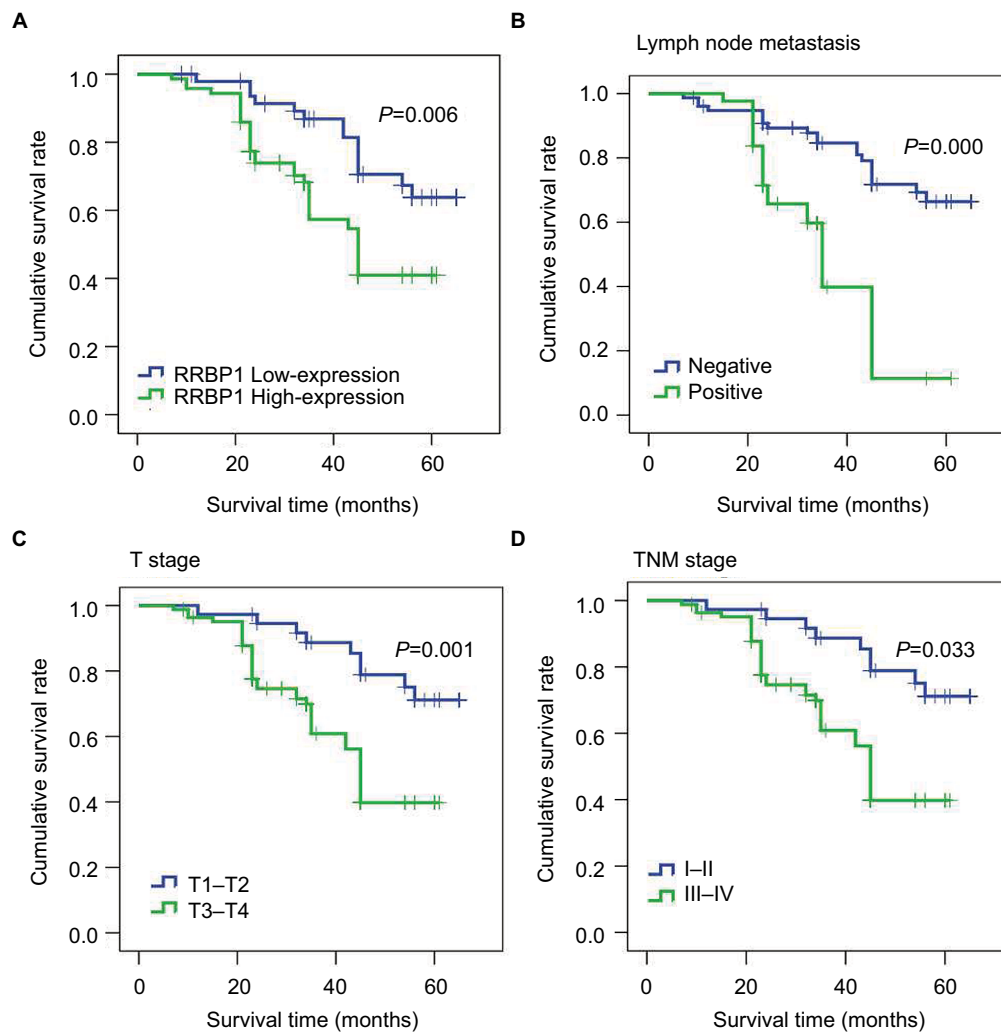 A
P=0.006
Cumulative survival rate
1.0
0.8
0.6
0.4
0.2
0.0
RRBP1 Low-expression
RRBP1 High-expression
0
20
40
60
Survival time (months)
B
Lymph node metastasis
P=0.000
Cumulative survival rate
1.0
0.8
0.6
0.4
0.2
0.0
Negative
Positive
0
20
40
60
Survival time (months)
C
T stage
P=0.001
Cumulative survival rate
1.0
0.8
0.6
0.4
0.2
0.0
T1–T2
T3–T4
0
20
40
60
Survival time (months)
D
TNM stage
P=0.033
Cumulative survival rate
1.0
0.8
0.6
0.4
0.2
0.0
I–II
III–IV
0
20
40
60
Survival time (months)